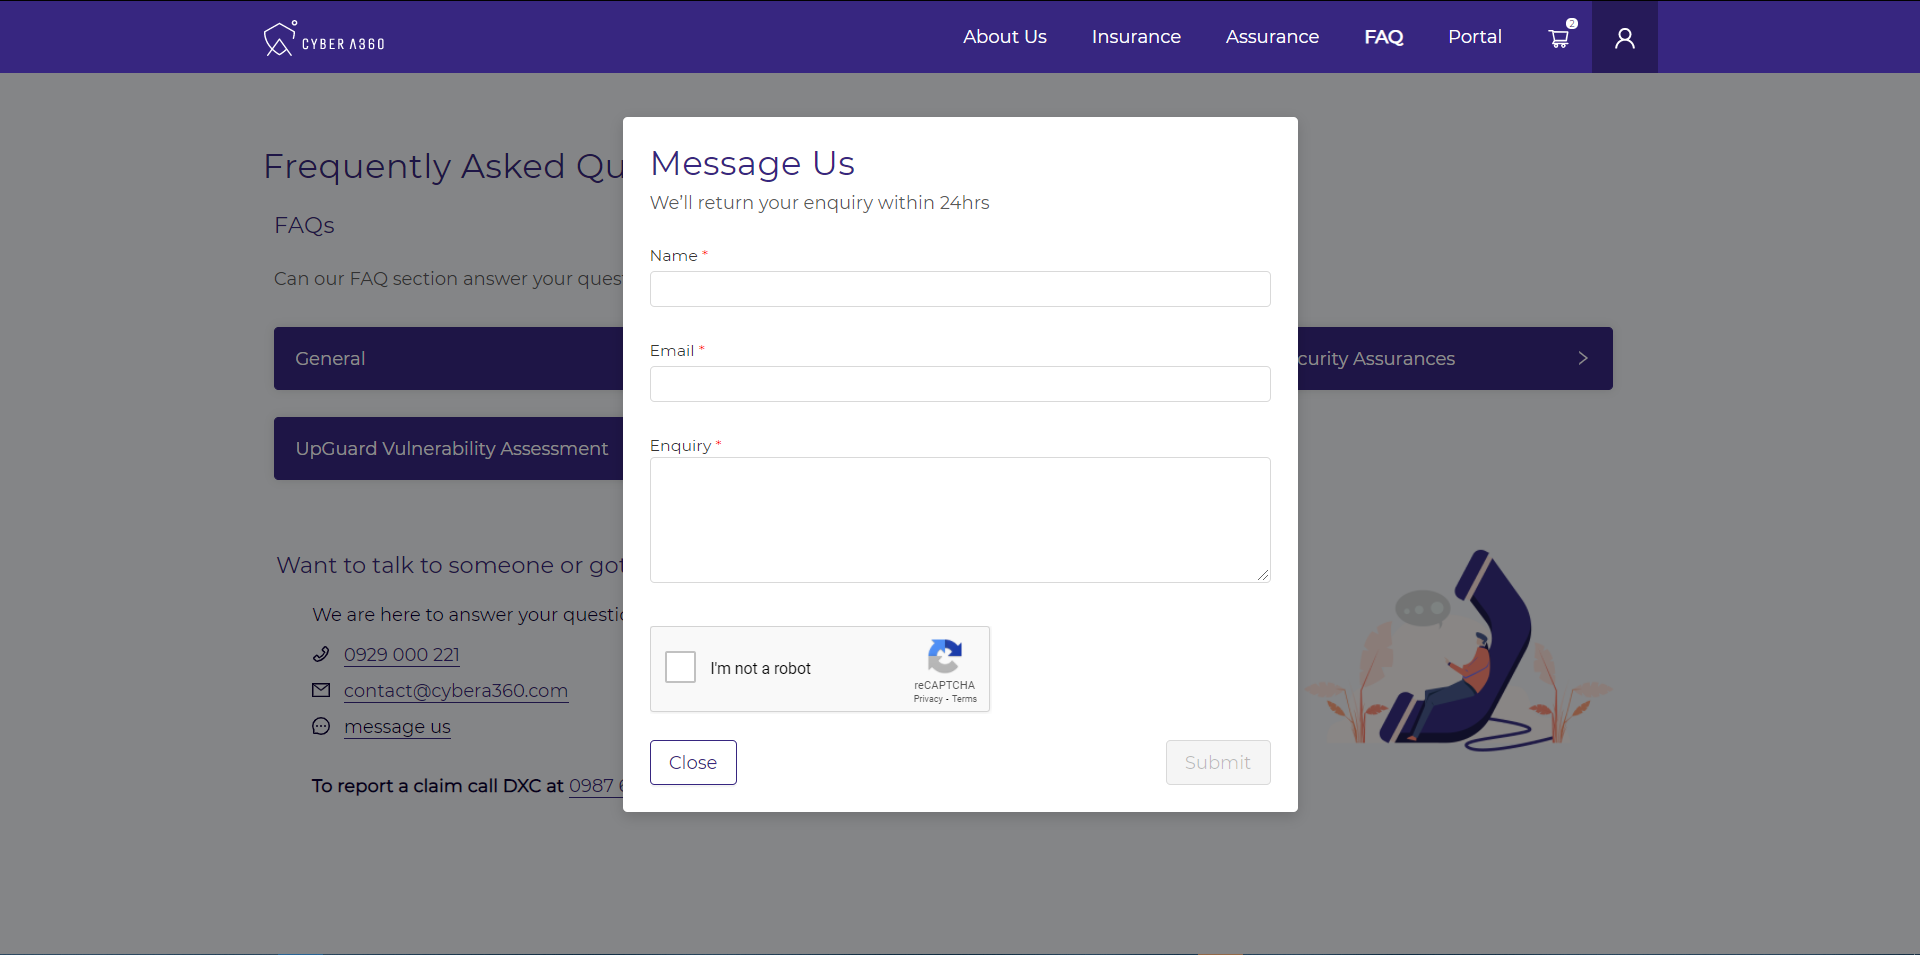 CYBER A360
About Us
Insurance
Assurance
FAQ
Portal
2
Frequently Asked Qu
FAQs
Can our FAQ section answer your ques
General
curity Assurances
UpGuard Vulnerability Assessment
Want to talk to someone or got
We are here to answer your questi
0929 000 221
contact@cybera360.com
message us
To report a claim call DXC at 0987 6
Message Us
We’ll return your enquiry within 24hrs
Name *
Email *
Enquiry *
I'm not a robot
reCAPTCHA
Privacy - Terms
Close
Submit